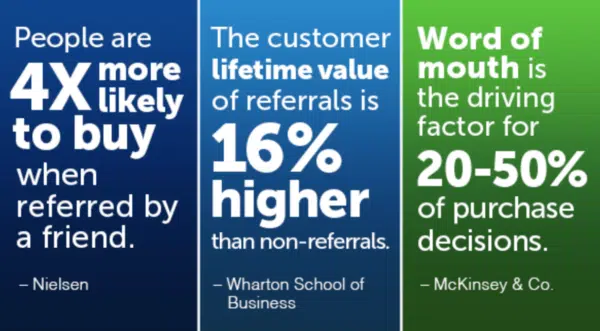 People are
4X more
likely
to buy
when
referred by
a friend.
– Nielsen
The customer
lifetime value
of referrals is
16%
higher
than non-referrals.
– Wharton School of
Business
Word of
mouth is
the driving
factor for
20-50%
of purchase
decisions.
– McKinsey & Co.